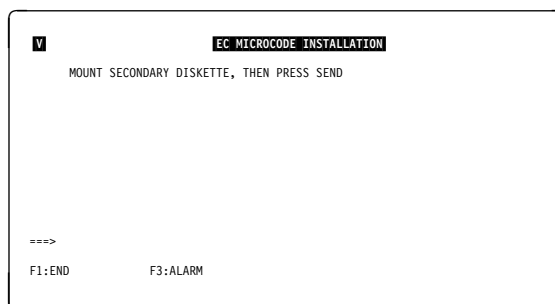 V EC MICROCODE INSTALLATION
MOUNT SECONDARY DISKETTE, THEN PRESS SEND
===>
F1:END F3:ALARM